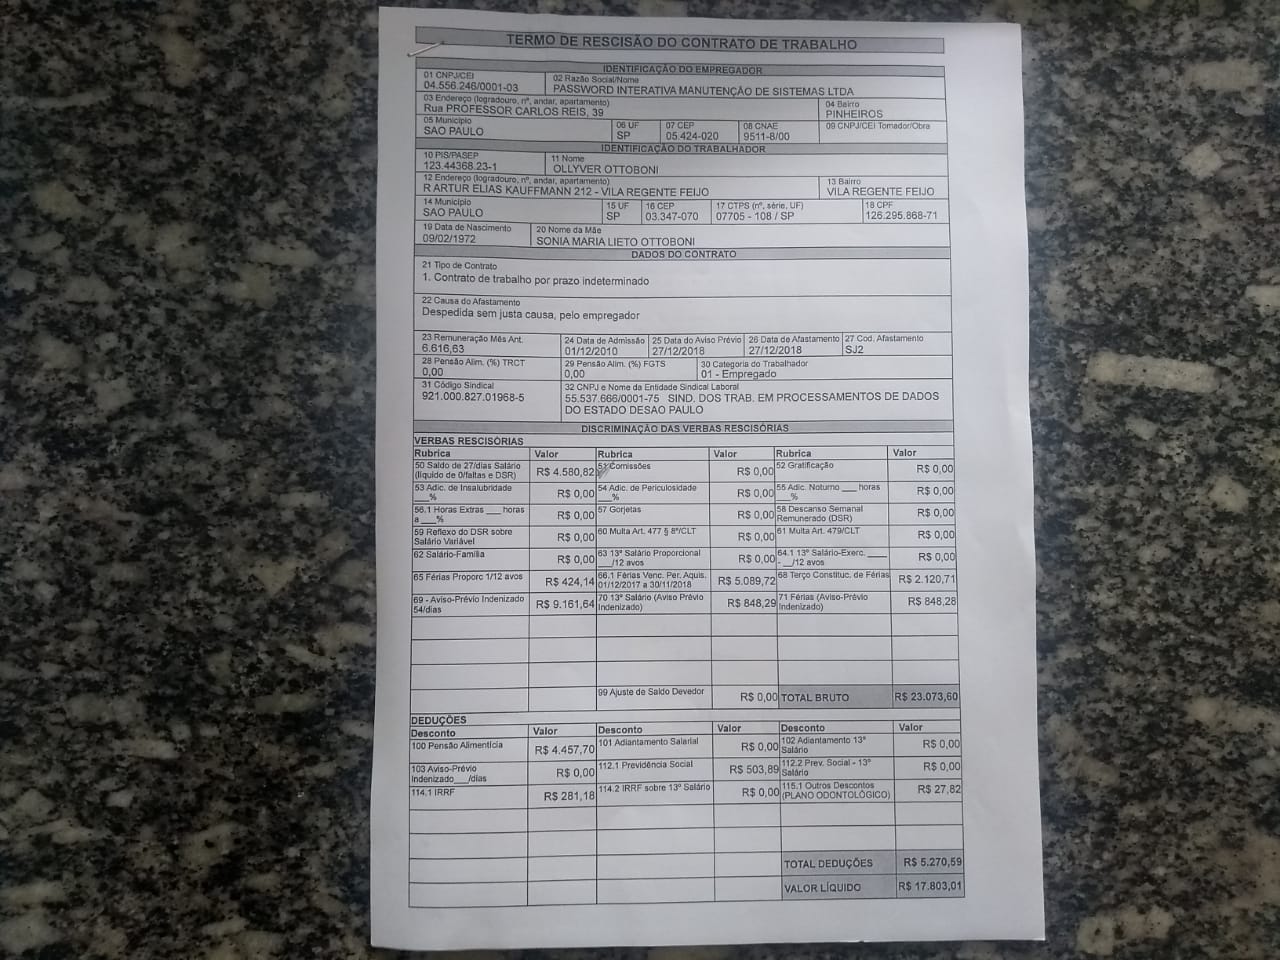 TERMO DE RESCISÃO DO CONTRATO DE TRABALHO
IDENTIFICAÇÃO DO EMPREGADOR
01 CNPJ/CEI 02 Razão Social/Nome
04.556.246/0001-03 PASSWORD INTERATIVA MANUTENÇÃO DE SISTEMAS LTDA
03 Endereço (logradouro, nº, andar, apartamento) 04 Bairro
Rua PROFESSOR CARLOS REIS, 39 PINHEIROS
05 Município 06 UF 07 CEP 08 CNAE 09 CNPJ/CEI Tomador/Obra
SAO PAULO SP 05.424-020 9511-8/00
IDENTIFICAÇÃO DO TRABALHADOR
10 PIS/PASEP 11 Nome
123.44368.23-1 OLLYVER OTTOBONI
12 Endereço (logradouro, nº, andar, apartamento) 13 Bairro
R ARTUR ELIAS KAUFFMANN 212 - VILA REGENTE FEIJO VILA REGENTE FEIJO
14 Município 15 UF 16 CEP 17 CTPS (nº, série, UF) 18 CPF
SAO PAULO SP 03.347-070 07705 - 108 / SP 126.295.868-71
19 Data de Nascimento 20 Nome da Mãe
09/02/1972 SONIA MARIA LIETO OTTOBONI
DADOS DO CONTRATO
21 Tipo de Contrato
1. Contrato de trabalho por prazo indeterminado
22 Causa do Afastamento
Despedida sem justa causa, pelo empregador
23 Remuneração Mês Ant. 24 Data de Admissão 25 Data do Aviso Prévio 26 Data de Afastamento 27 Cod. Afastamento
6.616,63 01/12/2010 27/12/2018 27/12/2018 SJ2
28 Pensão Alim. (%) TRCT 29 Pensão Alim. (%) FGTS 30 Categoria do Trabalhador
0,00 0,00 01 - Empregado
31 Código Sindical 32 CNPJ e Nome da Entidade Sindical Laboral
921.000.827.01968-5 55.537.666/0001-75 SIND. DOS TRAB. EM PROCESSAMENTOS DE DADOS
DO ESTADO DESAO PAULO
DISCRIMINAÇÃO DAS VERBAS RESCISÓRIAS
VERBAS RESCISÓRIAS
Rubrica Valor Rubrica Valor Rubrica Valor
50 Saldo de 27/dias Salário (líquido de 0/faltas e DSR) R$ 4.580,82 51 Comissões R$ 0,00 52 Gratificação R$ 0,00
53 Adic. de Insalubridade ___% R$ 0,00 54 Adic. de Periculosidade ___% R$ 0,00 55 Adic. Noturno ___ horas ___% R$ 0,00
56.1 Horas Extras ___ horas a ___% R$ 0,00 57 Gorjetas R$ 0,00 58 Descanso Semanal Remunerado (DSR) R$ 0,00
59 Reflexo do DSR sobre Salário Variável R$ 0,00 60 Multa Art. 477 § 8º/CLT R$ 0,00 61 Multa Art. 479/CLT R$ 0,00
62 Salário-Família R$ 0,00 63 13º Salário Proporcional __/12 avos R$ 0,00 64.1 13º Salário-Exerc. ____ - __/12 avos R$ 0,00
65 Férias Proporc 1/12 avos R$ 424,14 66.1 Férias Venc. Per. Aquis. 01/12/2017 a 30/11/2018 R$ 5.089,72 68 Terço Constituc. de Férias R$ 2.120,71
69 - Aviso-Prévio Indenizado 54/dias R$ 9.161,64 70 13º Salário (Aviso Prévio Indenizado) R$ 848,29 71 Férias (Aviso-Prévio Indenizado) R$ 848,28
99 Ajuste de Saldo Devedor R$ 0,00 TOTAL BRUTO R$ 23.073,60
DEDUÇÕES
Desconto Valor Desconto Valor Desconto Valor
100 Pensão Alimentícia R$ 4.457,70 101 Adiantamento Salarial R$ 0,00 102 Adiantamento 13º Salário R$ 0,00
103 Aviso-Prévio Indenizado___/dias R$ 0,00 112.1 Previdência Social R$ 503,89 112.2 Prev. Social - 13º Salário R$ 0,00
114.1 IRRF R$ 281,18 114.2 IRRF sobre 13º Salário R$ 0,00 115.1 Outros Descontos (PLANO ODONTOLÓGICO) R$ 27,82
TOTAL DEDUÇÕES R$ 5.270,59
VALOR LÍQUIDO R$ 17.803,01